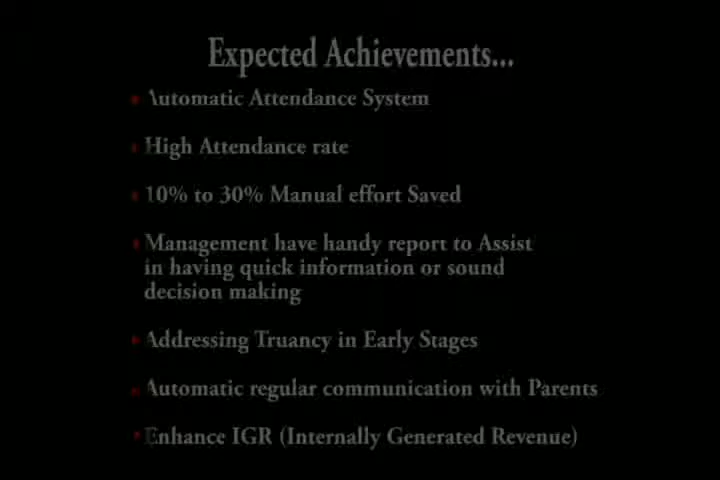 Expected Achievements...
Automatic Attendance System
High Attendance rate
10% to 30% Manual effort Saved
Management have handy report to Assist
in having quick information or sound
decision making
Addressing Truancy in Early Stages
Automatic regular communication with Parents
Enhance IGR (Internally Generated Revenue)